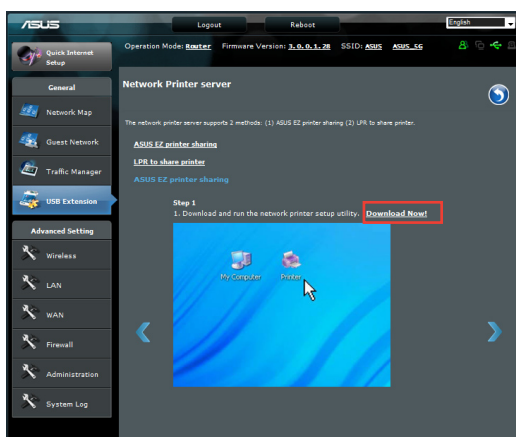 ASUS
Logout
Reboot
English
Quick Internet
Setup
Operation Mode: Router Firmware Version: 3.0.0.1.28 SSID: ASUS ASUS_5G
General
Network Map
Guest Network
Traffic Manager
USB Extension
Advanced Setting
Wireless
LAN
WAN
Firewall
Administration
System Log
Network Printer server
The network printer server supports 2 methods: (1) ASUS EZ printer sharing (2) LPR to share printer.
ASUS EZ printer sharing
LPR to share printer
ASUS EZ printer sharing
Step 1
1. Download and run the network printer setup utility. Download Now!
My Computer
Printer